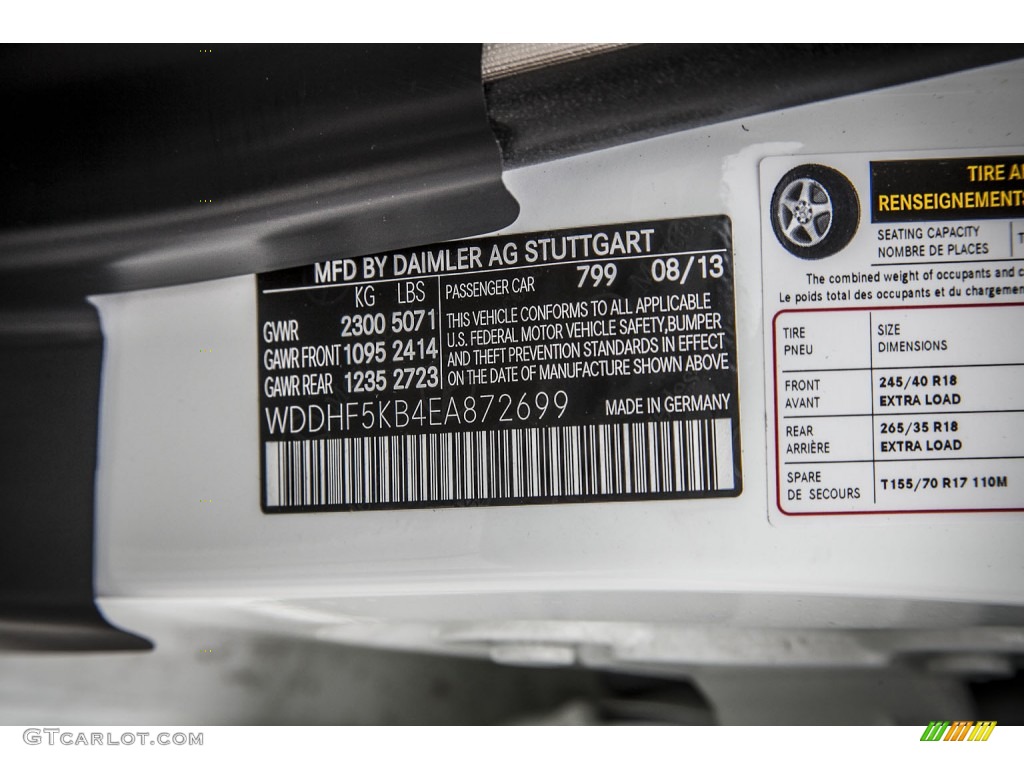 MFD BY DAIMLER AG STUTTGART
KG LBS
GVWR 2300 5071
GAWR FRONT 1095 2414
GAWR REAR 1235 2723
PASSENGER CAR 799 08/13
THIS VEHICLE CONFORMS TO ALL APPLICABLE
U.S. FEDERAL MOTOR VEHICLE SAFETY,BUMPER
AND THEFT PREVENTION STANDARDS IN EFFECT
ON THE DATE OF MANUFACTURE SHOWN ABOVE
WDDHF5KB4EA872699 MADE IN GERMANY
TIRE
RENSEIGNEMENTS
SEATING CAPACITY
NOMBRE DE PLACES
The combined weight of occupants and
Le poids total des occupants et du chargement
TIRE SIZE
PNEU DIMENSIONS
FRONT 245/40 R18
AVANT EXTRA LOAD
REAR 265/35 R18
ARRIÈRE EXTRA LOAD
SPARE T155/70 R17 110M
DE SECOURS
GTCARLOT.COM